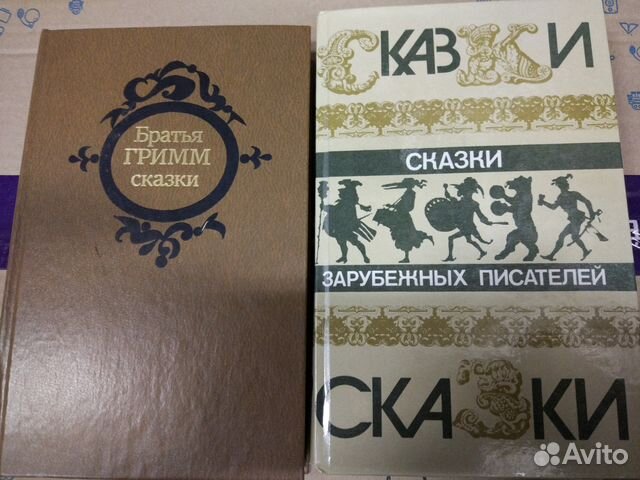 Братья
ГРИММ
сказки
СКАЗКИ
СКАЗКИ
ЗАРУБЕЖНЫХ ПИСАТЕЛЕЙ
СКАЗКИ
Avito